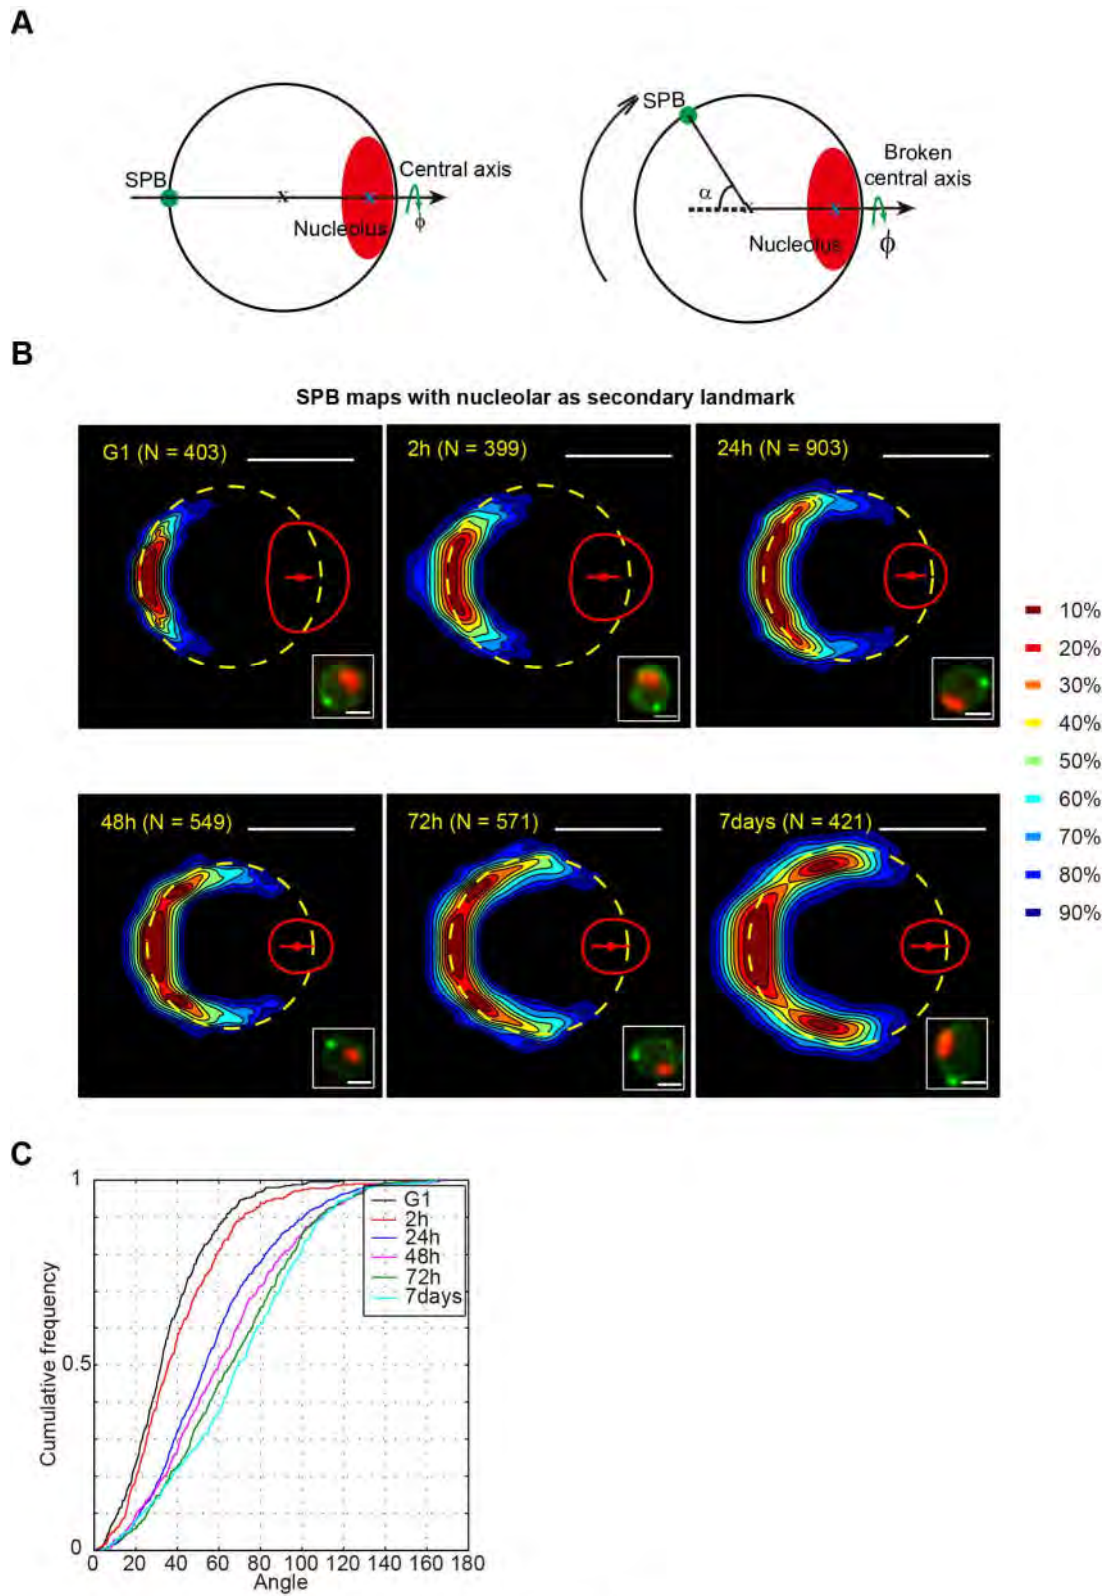 A
SPB
Central axis
Nucleolus
ϕ
x
x
SPB
α
Broken
central axis
Nucleolus
ϕ
x
x
B
SPB maps with nucleolar as secondary landmark
G1 (N = 403)
2h (N = 399)
24h (N = 903)
48h (N = 549)
72h (N = 571)
7days (N = 421)
10%
20%
30%
40%
50%
60%
70%
80%
90%
C
Cumulative frequency
1
0.5
0
G1
2h
24h
48h
72h
7days
0 20 40 60 80 100 120 140 160 180
Angle